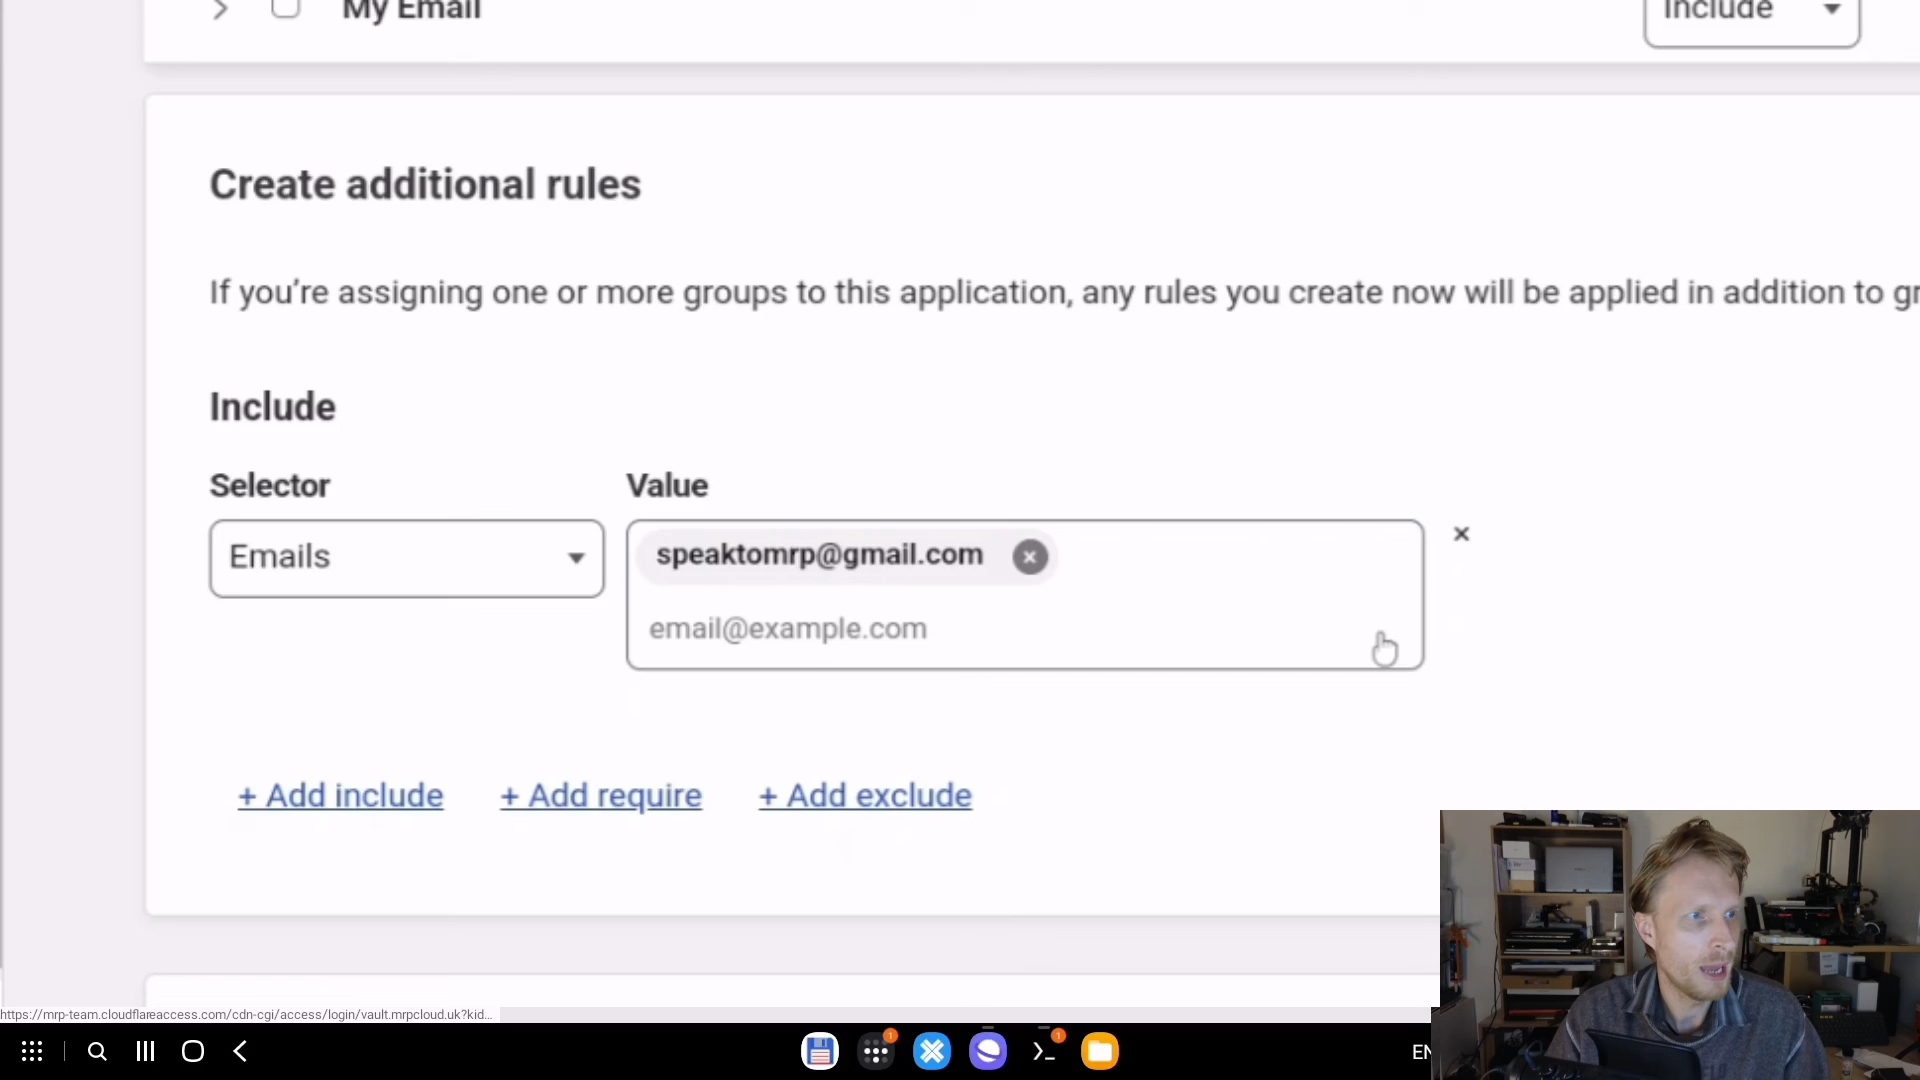 My Email
Include
Create additional rules
If you're assigning one or more groups to this application, any rules you create now will be applied in addition to gr
Include
Selector
Value
Emails
speaktomrp@gmail.com
email@example.com
+ Add include
+ Add require
+ Add exclude
https://mrp-team.cloudflareaccess.com/cdn-cgi/access/login/vault.mrpcloud.uk?kid...
1
1
EN